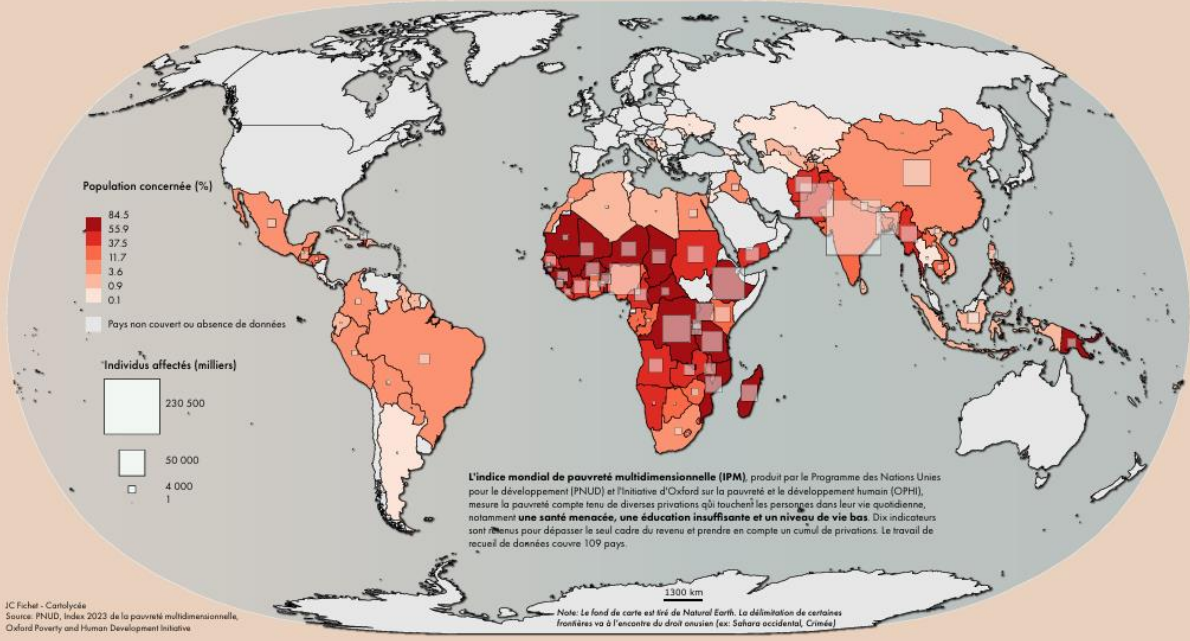 Population concernée (%)
84.5
55.9
37.5
11.7
3.6
0.9
0.1
Pays non couvert ou absence de données
Individus affectés (milliers)
230 500
50 000
4 000
1
L'indice mondial de pauvreté multidimensionnelle (IPM), produit par le Programme des Nations Unies
pour le développement (PNUD) et l'Initiative d'Oxford sur la pauvreté et le développement humain (OPHI),
mesure la pauvreté compte tenu de diverses privations qui touchent les personnes dans leur vie quotidienne,
notamment une santé menacée, une éducation insuffisante et un niveau de vie bas. Dix indicateurs
sont retenus pour dépasser le seul cadre du revenu et prendre en compte un cumul de privations. Le travail de
recueil de données couvre 109 pays.
1300 km
Note: Le fond de carte est tiré de Natural Earth. La délimitation de certaines
frontières va à l'encontre du droit onusien (ex: Sahara occidental, Crimée)
JC Fichet - Cartolycée
Source: PNUD, Index 2023 de la pauvreté multidimensionnelle,
Oxford Poverty and Human Development Initiative